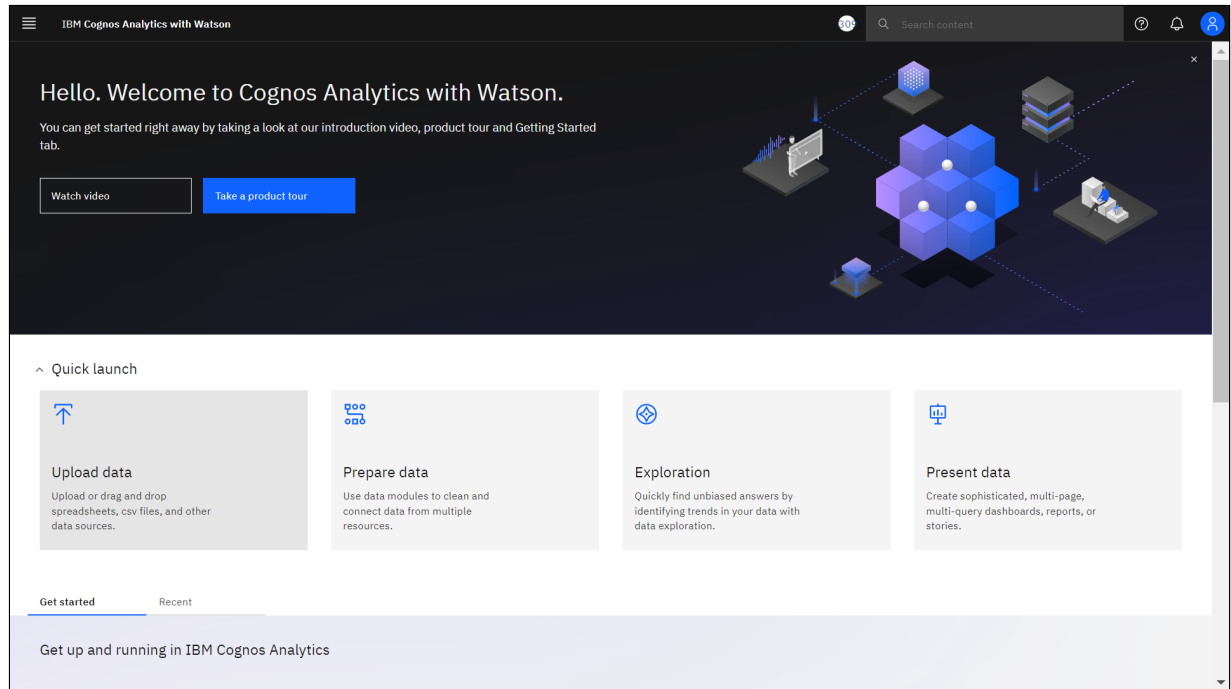 IBM Cognos Analytics with Watson
309
Search content
Hello. Welcome to Cognos Analytics with Watson.
You can get started right away by taking a look at our introduction video, product tour and Getting Started
tab.
Watch video
Take a product tour
Quick launch
Upload data
Upload or drag and drop
spreadsheets, csv files, and other
data sources.
Prepare data
Use data modules to clean and
connect data from multiple
resources.
Exploration
Quickly find unbiased answers by
identifying trends in your data with
data exploration.
Present data
Create sophisticated, multi-page,
multi-query dashboards, reports, or
stories.
Get started
Recent
Get up and running in IBM Cognos Analytics